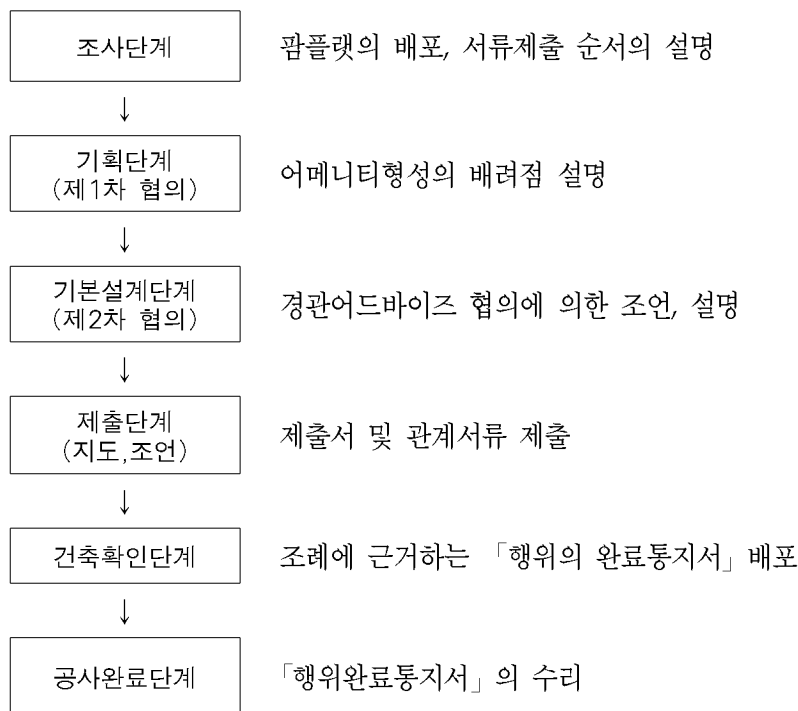 조사단계 팜플랫의 배포, 서류제출 순서의 설명
↓
기획단계
(제1차 협의)
어메니티형성의 배려점 설명
↓
기본설계단계
(제2차 협의)
경관어드바이즈 협의에 의한 조언, 설명
↓
제출단계
(지도,조언)
제출서 및 관계서류 제출
↓
건축확인단계 조례에 근거하는 「행위의 완료통지서」배포
↓
공사완료단계 「행위완료통지서」의 수리